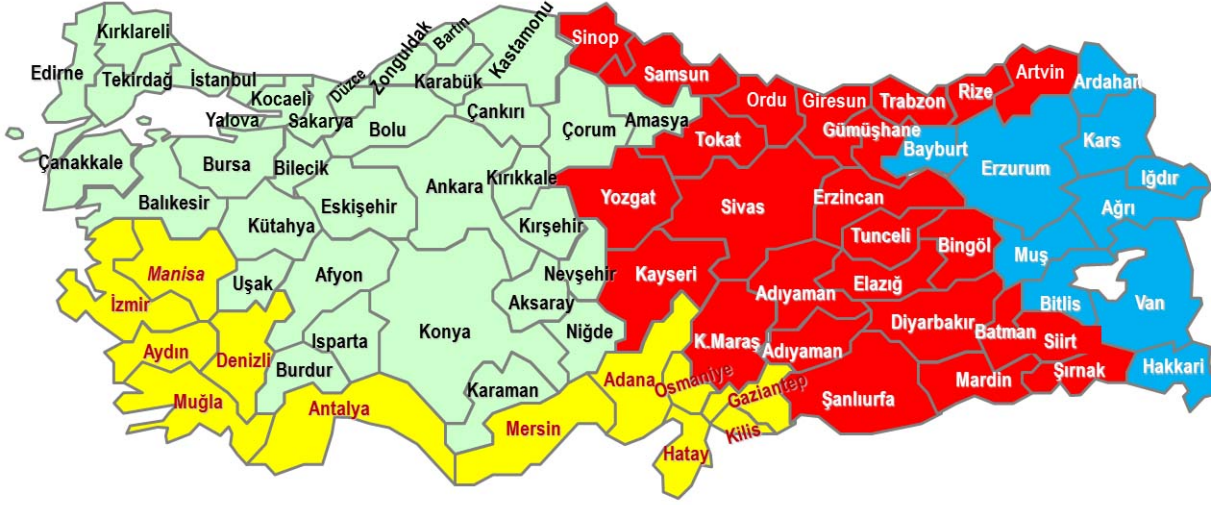 Kırklareli
Edirne
Tekirdağ
İstanbul
Kocaeli
Yalova
Sakarya
Düzce
Zonguldak
Bartın
Karabük
Kastamonu
Sinop
Samsun
Ordu
Giresun
Trabzon
Rize
Artvin
Ardahan
Çanakkale
Bursa
Bilecik
Bolu
Çankırı
Çorum
Amasya
Tokat
Gümüşhane
Bayburt
Erzurum
Kars
Iğdır
Balıkesir
Kütahya
Eskişehir
Ankara
Kırıkkale
Kırşehir
Yozgat
Sivas
Erzincan
Tunceli
Bingöl
Muş
Ağrı
Manisa
İzmir
Uşak
Afyon
Konya
Aksaray
Nevşehir
Niğde
Kayseri
Adıyaman
Elazığ
Bitlis
Van
Aydın
Denizli
Isparta
Burdur
Karaman
K.Maraş
Adıyaman
Diyarbakır
Batman
Siirt
Şırnak
Hakkari
Muğla
Antalya
Mersin
Adana
Osmaniye
Gaziantep
Kilis
Hatay
Şanlıurfa
Mardin